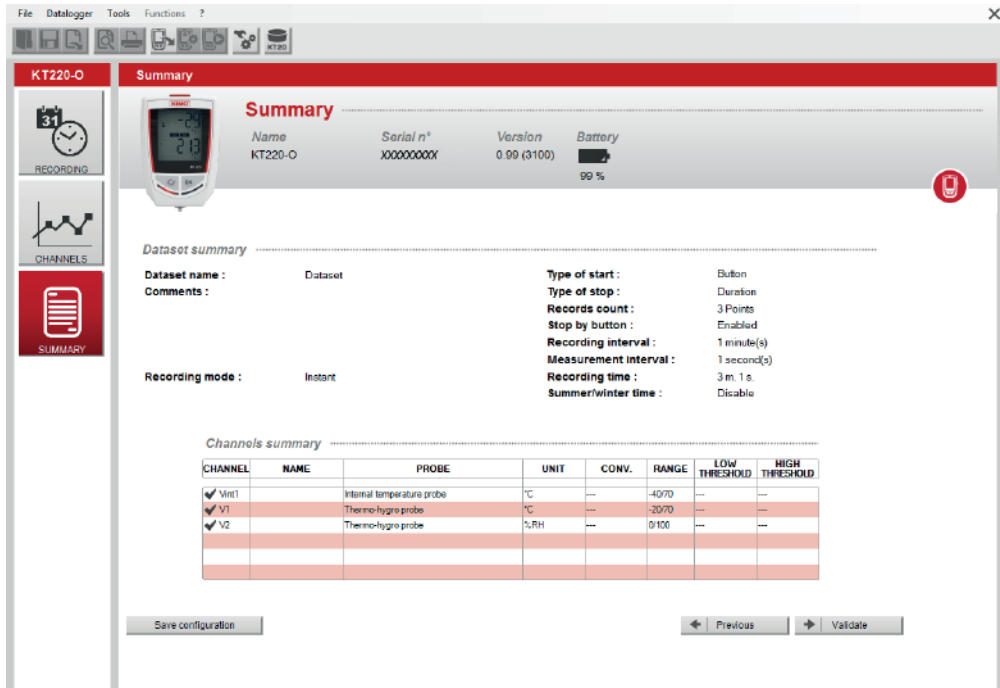 File Datalogger Tools Functions ?
KT20
KT220-O
Summary
31
RECORDING
CHANNELS
SUMMARY
KIMO
Summary
Name Serial n° Version Battery
KT220-O XXXXXXXXX 0.99 (3100)
99 %
Dataset summary
Dataset name : Dataset Type of start : Button
Comments : Type of stop : Duration
Records count : 3 Points
Stop by button : Enabled
Recording interval : 1 minute(s)
Measurement interval : 1 second(s)
Recording mode : Instant Recording time : 3 m. 1 s.
Summer/winter time : Disable
Channels summary
CHANNEL NAME PROBE UNIT CONV. RANGE LOW THRESHOLD HIGH THRESHOLD
Vint1 Internal temperature probe °C --- -40/70 --- ---
V1 Thermo-hygro probe °C --- -20/70 --- ---
V2 Thermo-hygro probe %RH --- 0/100 --- ---
Save configuration Previous Validate